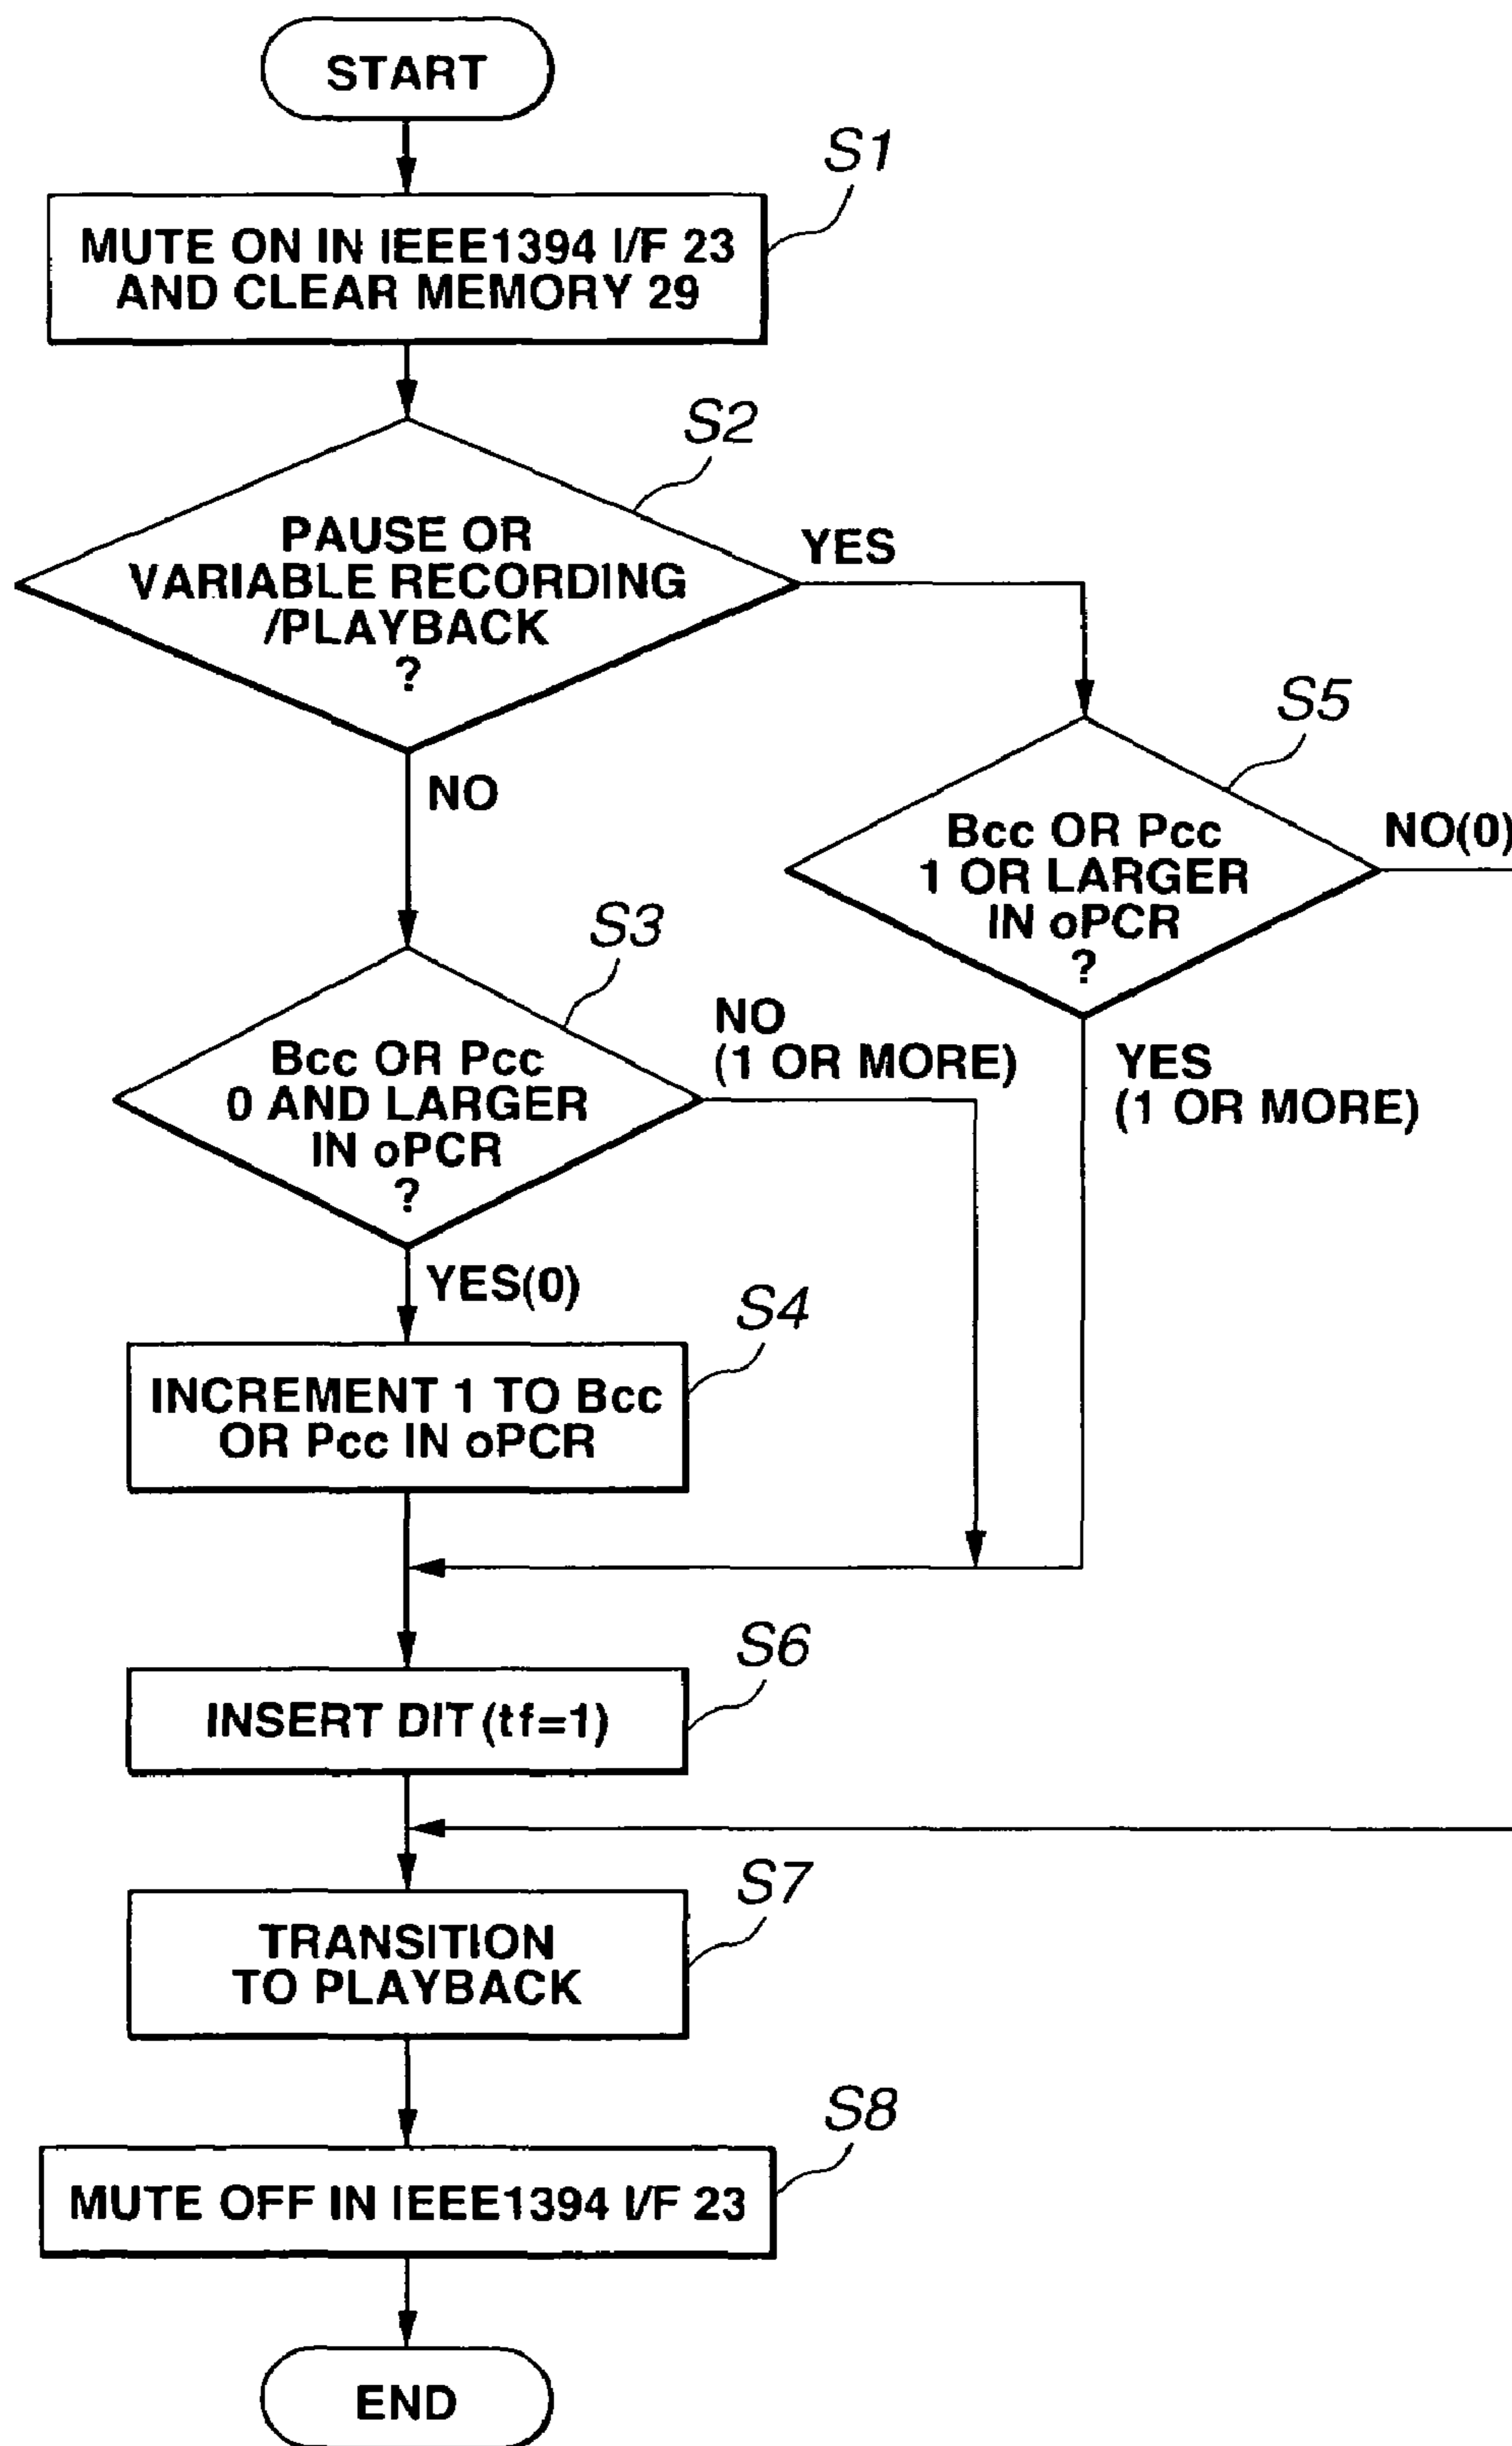 START
S1
MUTE ON IN IEEE1394 I/F 23
AND CLEAR MEMORY 29
S2
PAUSE OR
VARIABLE RECORDING
/PLAYBACK
?
YES
NO
S5
Bcc OR Pcc
1 OR LARGER
IN oPCR
?
NO(0)
YES
(1 OR MORE)
S3
Bcc OR Pcc
0 AND LARGER
IN oPCR
?
NO
(1 OR MORE)
YES(0)
S4
INCREMENT 1 TO Bcc
OR Pcc IN oPCR
S6
INSERT DIT (tf=1)
S7
TRANSITION
TO PLAYBACK
S8
MUTE OFF IN IEEE1394 I/F 23
END